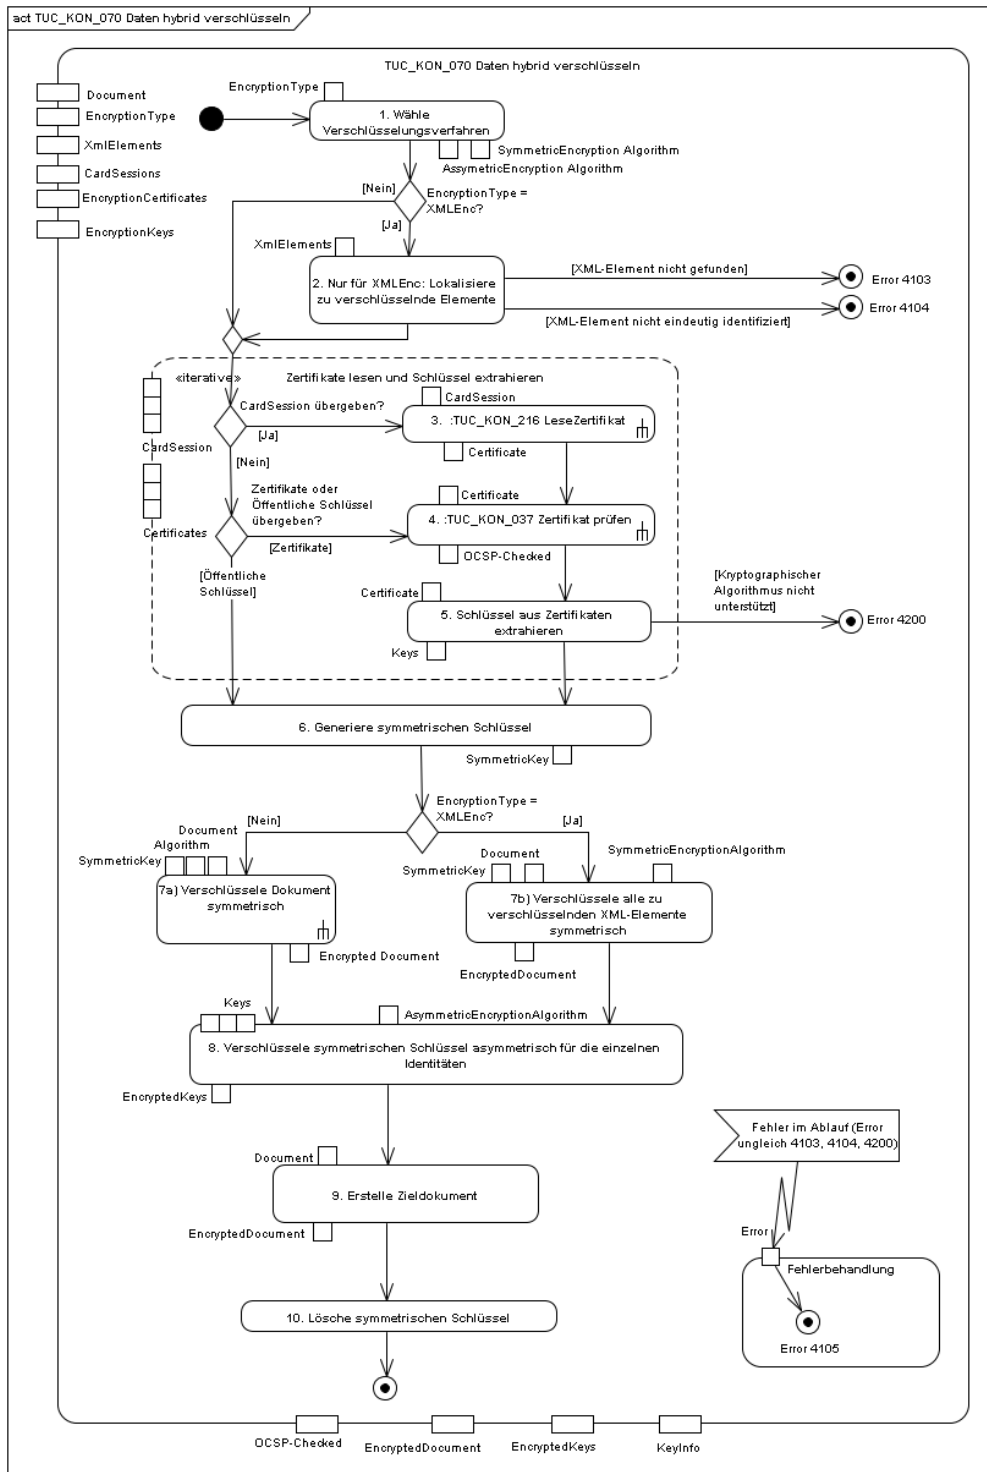 act TUC_KON_070 Daten hybrid verschlüsseln
TUC_KON_070 Daten hybrid verschlüsseln
Document
EncryptionType
XmlElements
CardSessions
EncryptionCertificates
EncryptionKeys
EncryptionType
1. Wähle
Verschlüsselungsverfahren
SymmetricEncryption Algorithm
AssymetricEncryption Algorithm
[Nein]
EncryptionType =
XMLEnc?
[Ja]
XmlElements
2. Nur für XMLEnc: Lokalisiere
zu verschlüsselnde Elemente
[XML-Element nicht gefunden]
Error 4103
[XML-Element nicht eindeutig identifiziert]
Error 4104
«iterative»
Zertifikate lesen und Schlüssel extrahieren
CardSession übergeben?
CardSession
3. :TUC_KON_216 LeseZertifikat
[Ja]
CardSession
Certificate
[Nein]
Zertifikate oder
Öffentliche Schlüssel
übergeben?
Certificate
4. :TUC_KON_037 Zertifikat prüfen
Certificates
[Zertifikate]
OCSP-Checked
[Öffentliche
Schlüssel]
Certificate
5. Schlüssel aus Zertifikaten
extrahieren
Keys
[Kryptographischer
Algorithmus nicht
unterstützt]
Error 4200
6. Generiere symmetrischen Schlüssel
SymmetricKey
EncryptionType =
XMLEnc?
[Nein]
[Ja]
Document
Algorithm
SymmetricKey
7a) Verschlüssele Dokument
symmetrisch
Encrypted Document
Document
SymmetricKey
SymmetricEncryptionAlgorithm
7b) Verschlüssele alle zu
verschlüsselnden XML-Elemente
symmetrisch
EncryptedDocument
Keys
AsymmetricEncryptionAlgorithm
8. Verschlüssele symmetrischen Schlüssel asymmetrisch für die einzelnen
Identitäten
EncryptedKeys
Document
9. Erstelle Zieldokument
EncryptedDocument
10. Lösche symmetrischen Schlüssel
Fehler im Ablauf (Error
ungleich 4103, 4104, 4200)
Error
Fehlerbehandlung
Error 4105
OCSP-Checked
EncryptedDocument
EncryptedKeys
KeyInfo